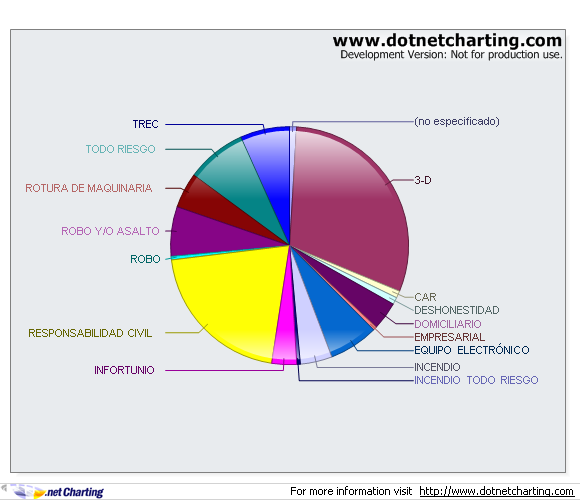 www.dotnetcharting.com
Development Version: Not for production use.
(no especificado)
TREC
TODO RIESGO
3-D
ROTURA DE MAQUINARIA
ROBO Y/O ASALTO
ROBO
CAR
DESHONESTIDAD
DOMICILIARIO
RESPONSABILIDAD CIVIL
EMPRESARIAL
EQUIPO ELECTRÓNICO
INFORTUNIO
INCENDIO
INCENDIO TODO RIESGO
.net Charting
For more information visit http://www.dotnetcharting.com